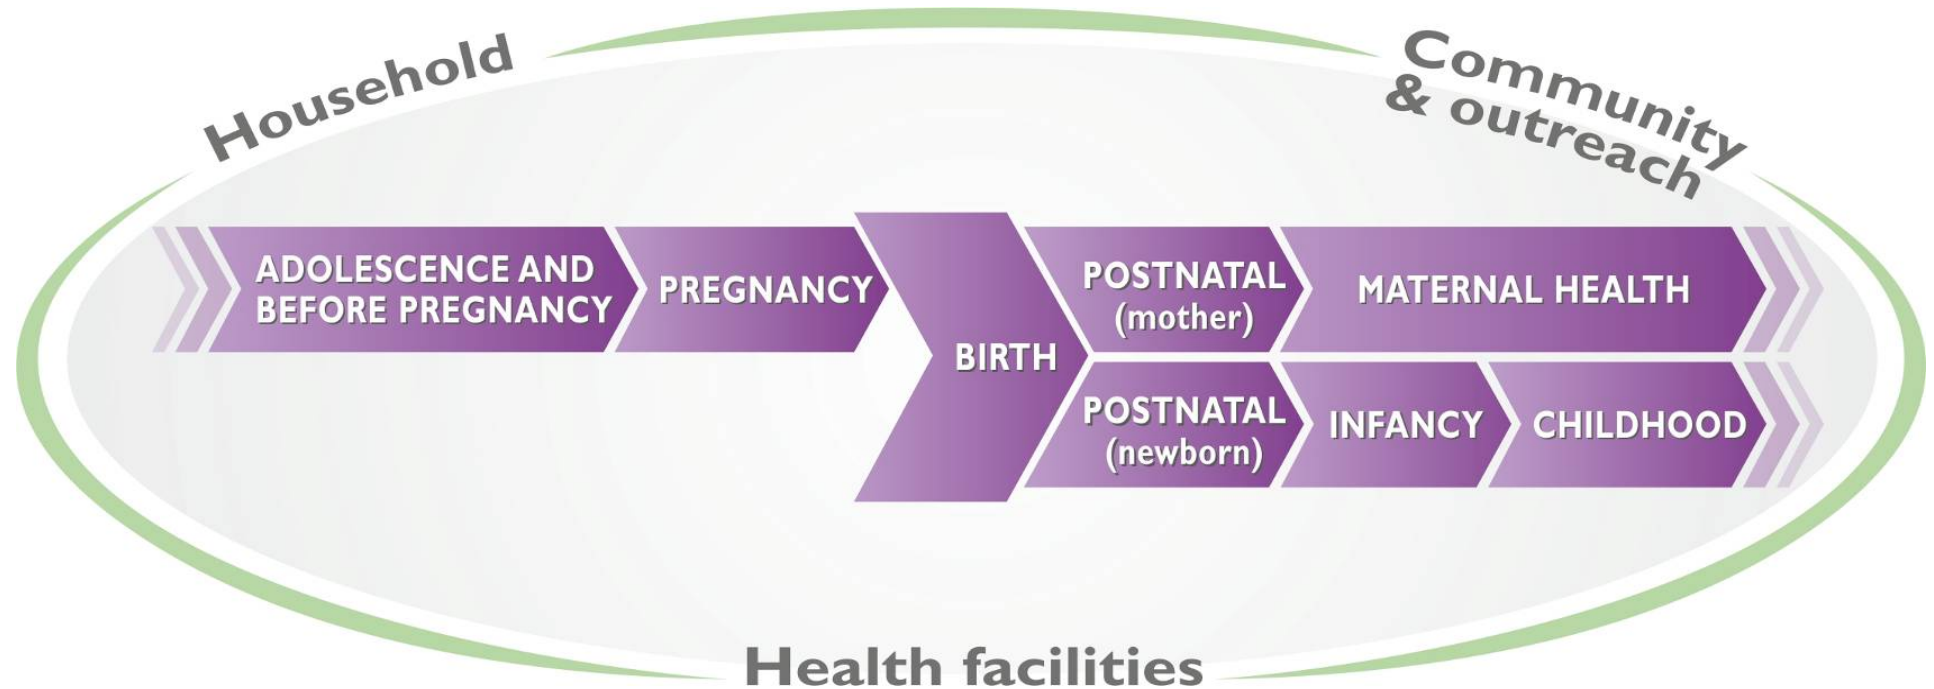 Household
Community
& outreach
ADOLESCENCE AND
BEFORE PREGNANCY
PREGNANCY
BIRTH
POSTNATAL
(mother)
MATERNAL HEALTH
POSTNATAL
(newborn)
INFANCY
CHILDHOOD
Health facilities